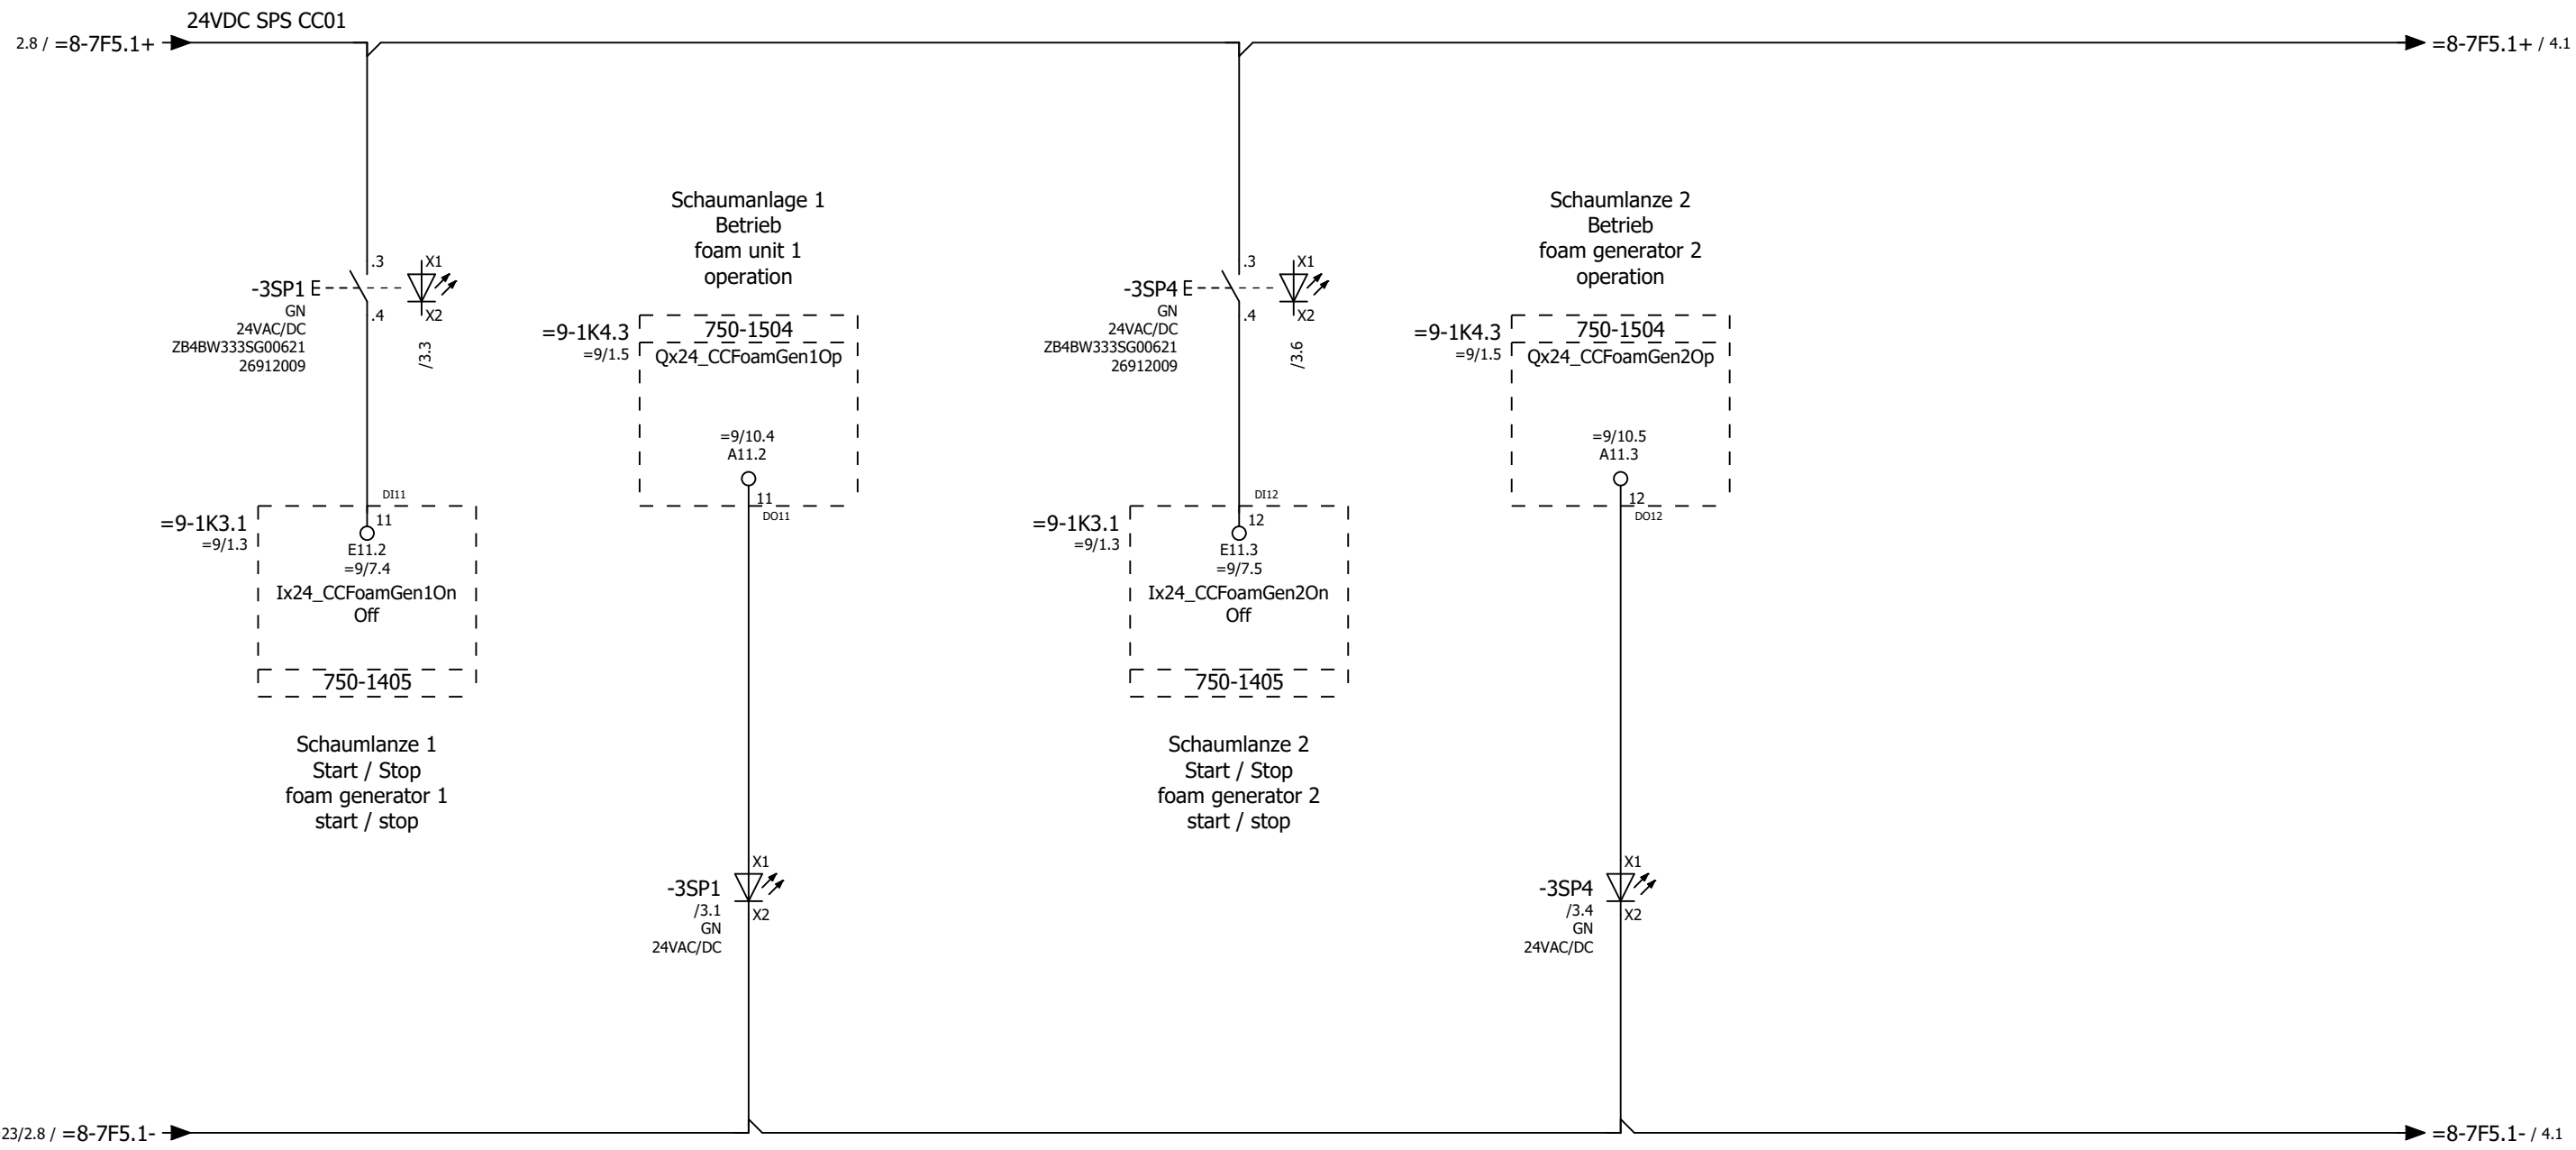 24VDC SPS CC01
2.8 / =8-7F5.1+
=8-7F5.1+ / 4.1
-3SP1 E
GN
24VAC/DC
ZB4BW333SG00621
26912009
.3
.4
X1
X2
/3.3
=9-1K3.1
=9/1.3
DI11
11
E11.2
=9/7.4
Ix24_CCFoamGen1On
Off
750-1405
Schaumlanze 1
Start / Stop
foam generator 1
start / stop
Schaumanlage 1
Betrieb
foam unit 1
operation
=9-1K4.3
=9/1.5
750-1504
Qx24_CCFoamGen1Op
=9/10.4
A11.2
11
DO11
-3SP1
/3.1
GN
24VAC/DC
X1
X2
-3SP4 E
GN
24VAC/DC
ZB4BW333SG00621
26912009
.3
.4
X1
X2
/3.6
=9-1K3.1
=9/1.3
DI12
12
E11.3
=9/7.5
Ix24_CCFoamGen2On
Off
750-1405
Schaumlanze 2
Start / Stop
foam generator 2
start / stop
Schaumlanze 2
Betrieb
foam generator 2
operation
=9-1K4.3
=9/1.5
750-1504
Qx24_CCFoamGen2Op
=9/10.5
A11.3
12
DO12
-3SP4
/3.4
GN
24VAC/DC
X1
X2
23/2.8 / =8-7F5.1-
=8-7F5.1- / 4.1